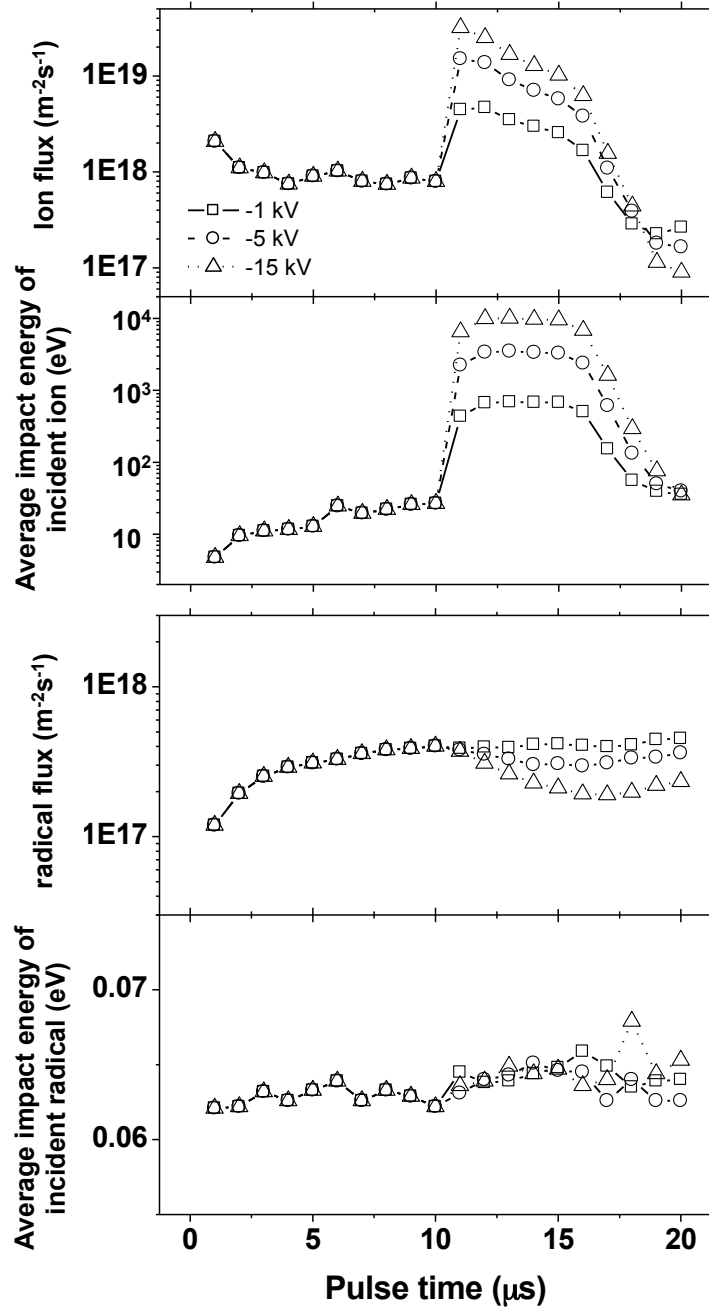 Ion flux (m⁻²s⁻¹)
1E19
1E18
1E17
-1 kV
-5 kV
-15 kV
Average impact energy of
incident ion (eV)
10⁴
10³
10²
10
radical flux (m⁻²s⁻¹)
1E18
1E17
Average impact energy of
incident radical (eV)
0.07
0.06
0 5 10 15 20
Pulse time (μs)